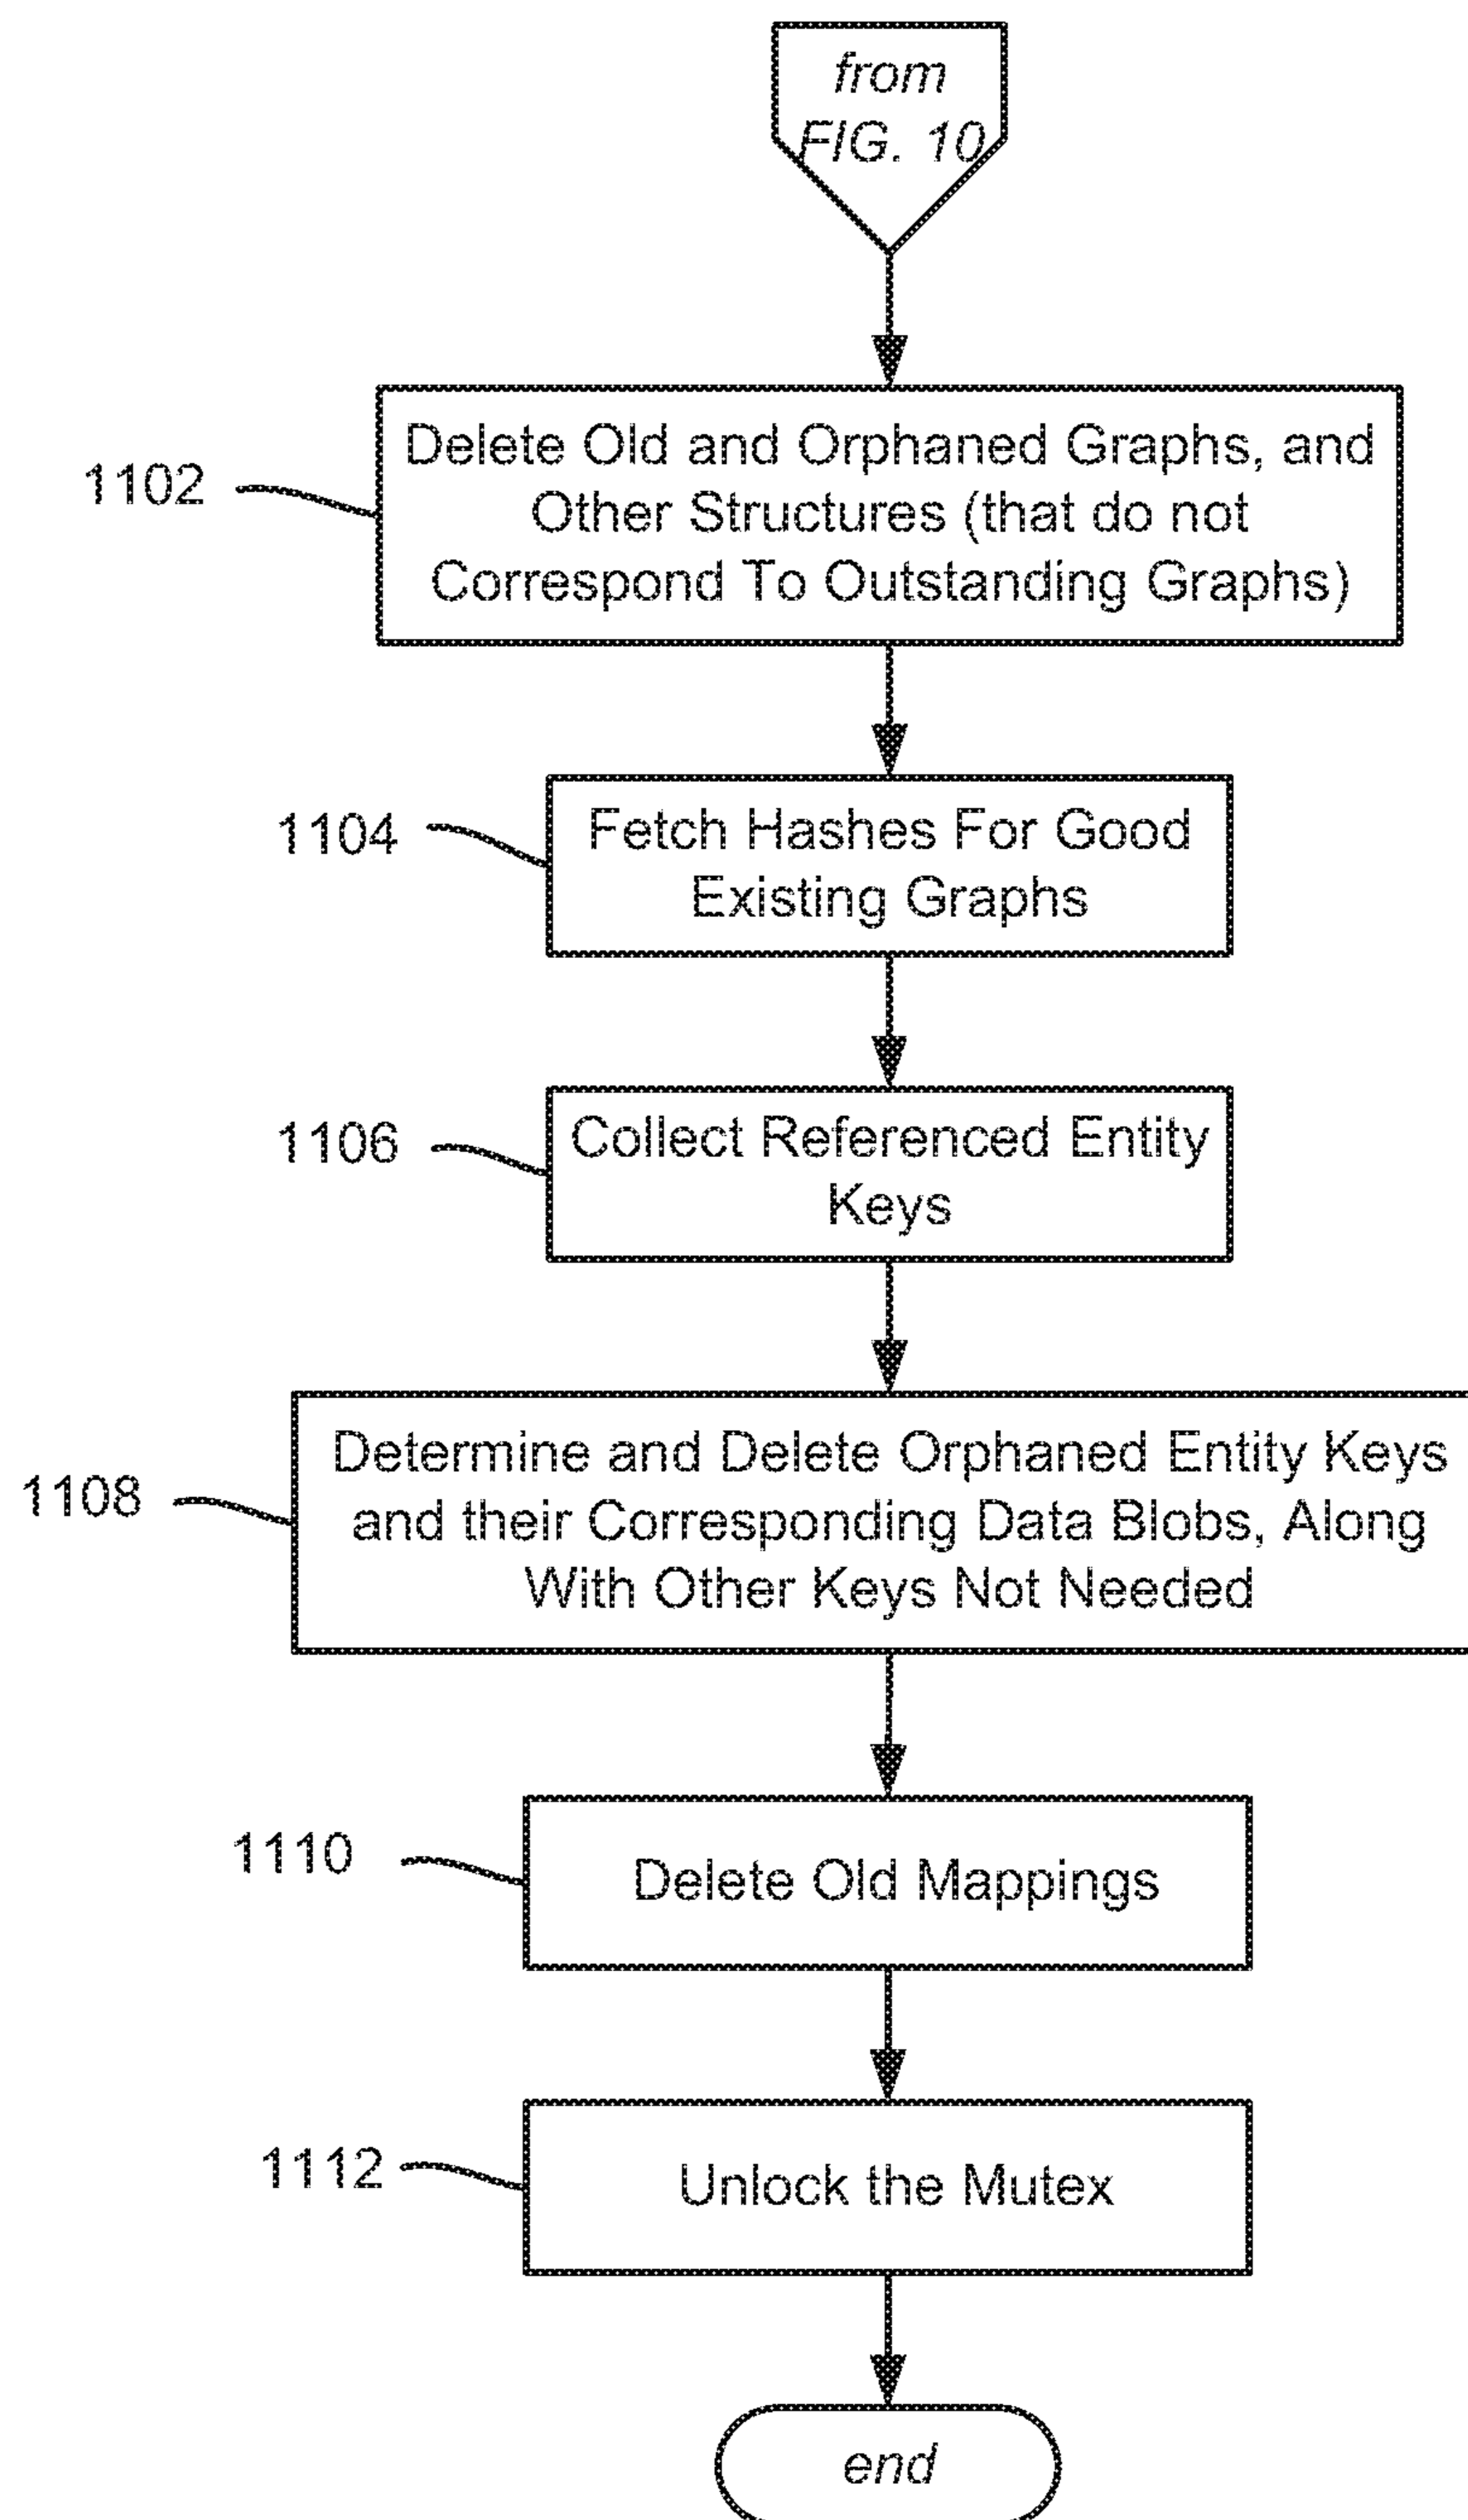 from
FIG. 10
1102
Delete Old and Orphaned Graphs, and
Other Structures (that do not
Correspond To Outstanding Graphs)
1104
Fetch Hashes For Good
Existing Graphs
1106
Collect Referenced Entity
Keys
1108
Determine and Delete Orphaned Entity Keys
and their Corresponding Data Blobs, Along
With Other Keys Not Needed
1110
Delete Old Mappings
1112
Unlock the Mutex
end